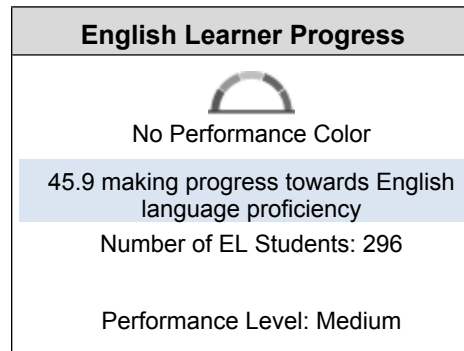 English Learner Progress
No Performance Color
45.9 making progress towards English
language proficiency
Number of EL Students: 296
Performance Level: Medium